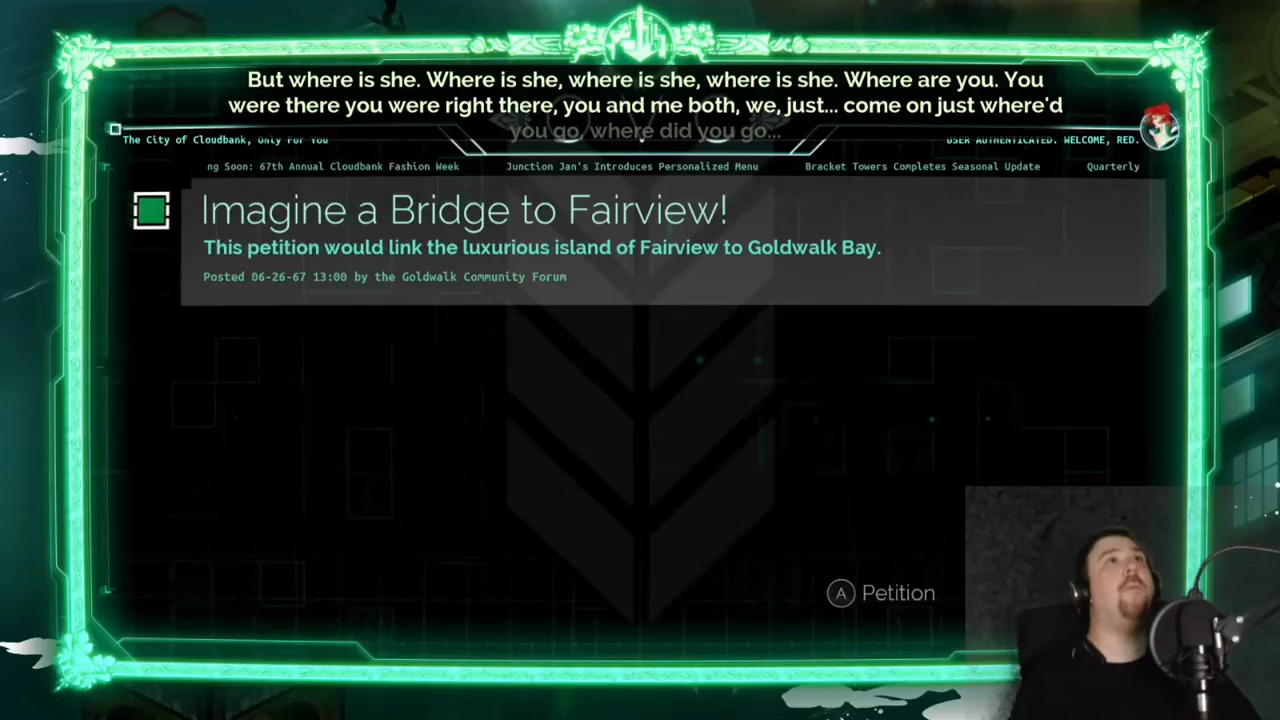 But where is she. Where is she, where is she, where is she. Where are you. You
were there you were right there, you and me both, we, just... come on just where'd
you go, where did you go...
The City of Cloudbank, Only For You
USER AUTHENTICATED. WELCOME, RED.
ng Soon: 67th Annual Cloudbank Fashion Week Junction Jan's Introduces Personalized Menu Bracket Towers Completes Seasonal Update Quarterly
Imagine a Bridge to Fairview!
This petition would link the luxurious island of Fairview to Goldwalk Bay.
Posted 06-26-67 13:00 by the Goldwalk Community Forum
A Petition